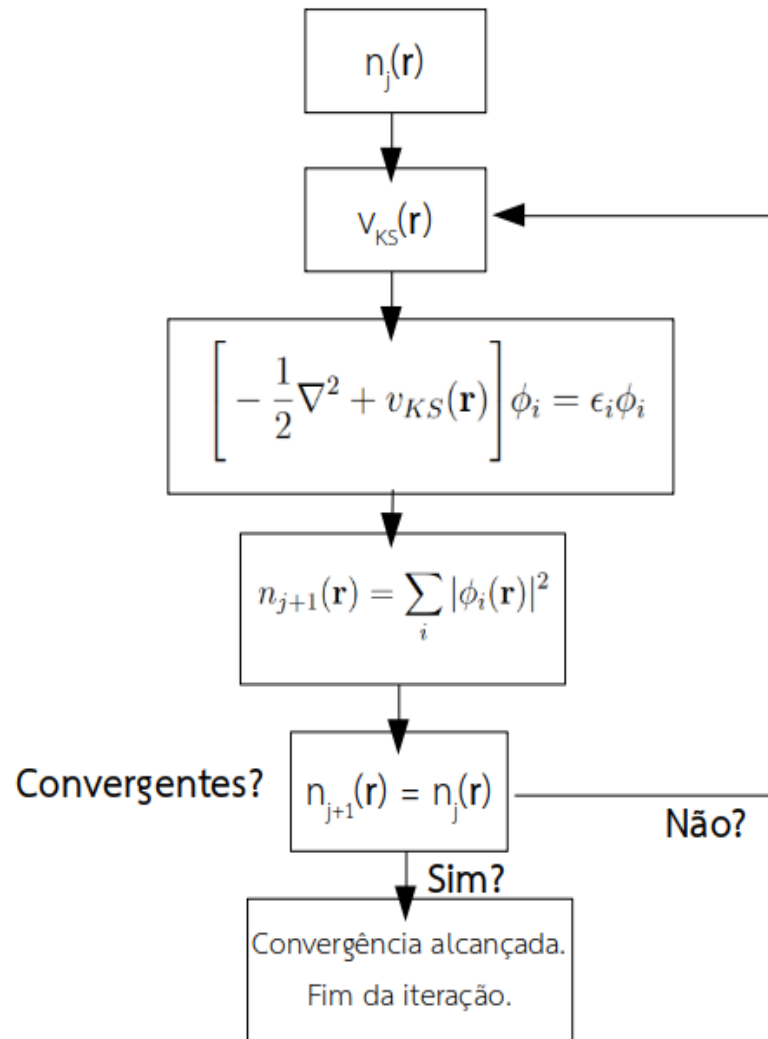 n_j(r)
v_KS(r)
[ -1/2 ∇² + v_KS(r) ] φ_i = ϵ_i φ_i
n_{j+1}(r) = ∑_i |φ_i(r)|²
Convergentes?
n_{j+1}(r) = n_j(r)
Não?
Sim?
Convergência alcançada.
Fim da iteração.